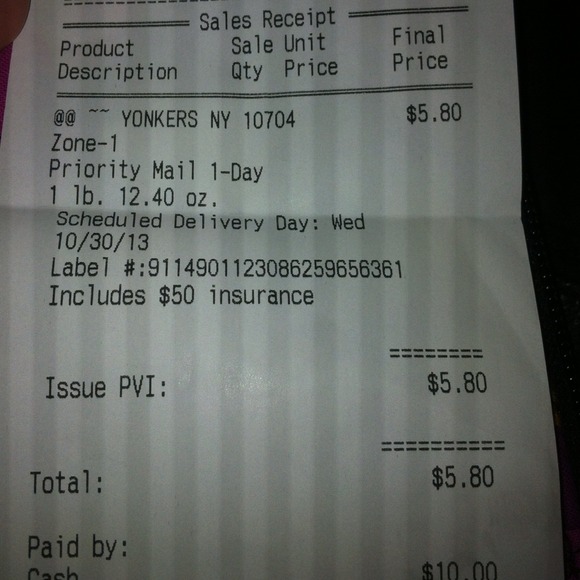 Sales Receipt
Product Sale Unit Final
Description Qty Price Price
@@ ~~ YONKERS NY 10704 $5.80
Zone-1
Priority Mail 1-Day
1 lb. 12.40 oz.
Scheduled Delivery Day: Wed
10/30/13
Label #:9114901123086259656361
Includes $50 insurance
========
Issue PVI: $5.80
==========
Total: $5.80
Paid by:
Cash $10.00